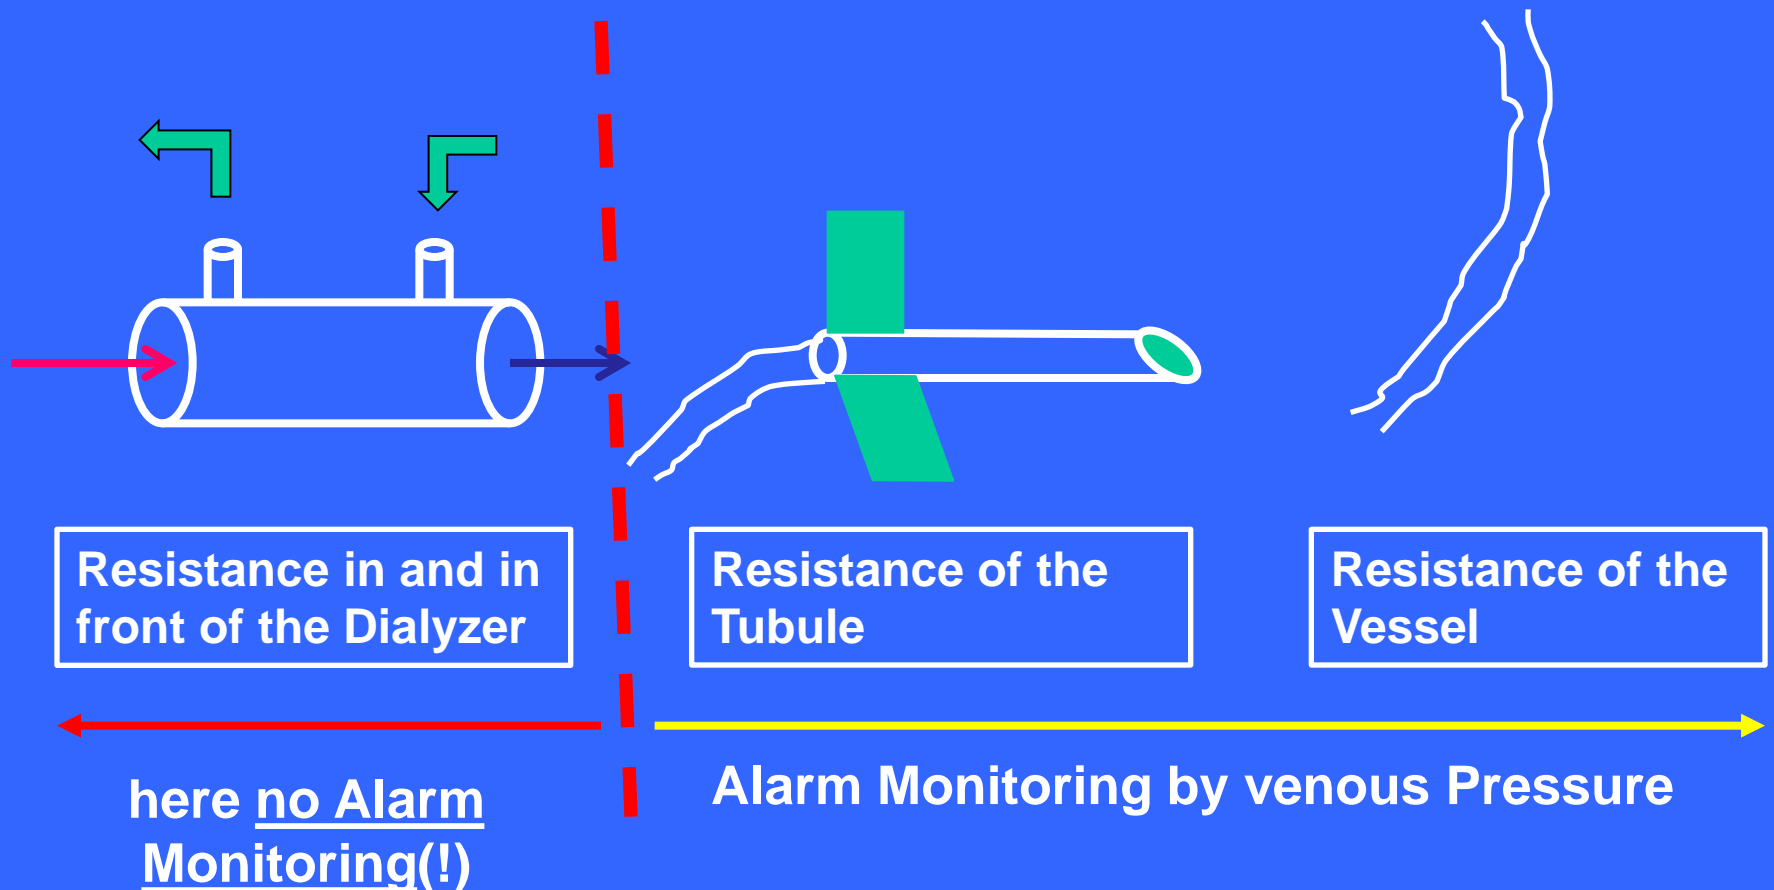 Resistance in and in
front of the Dialyzer
Resistance of the
Tubule
Resistance of the
Vessel
here no Alarm
Monitoring(!)
Alarm Monitoring by venous Pressure